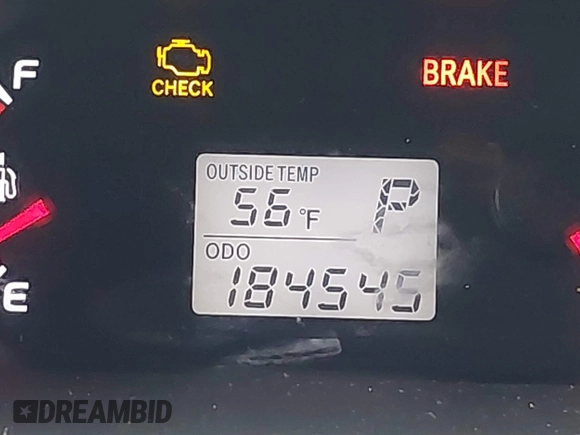 F
CHECK
BRAKE
OUTSIDE TEMP
56°F
P
ODO
184545
E
DREAMBID